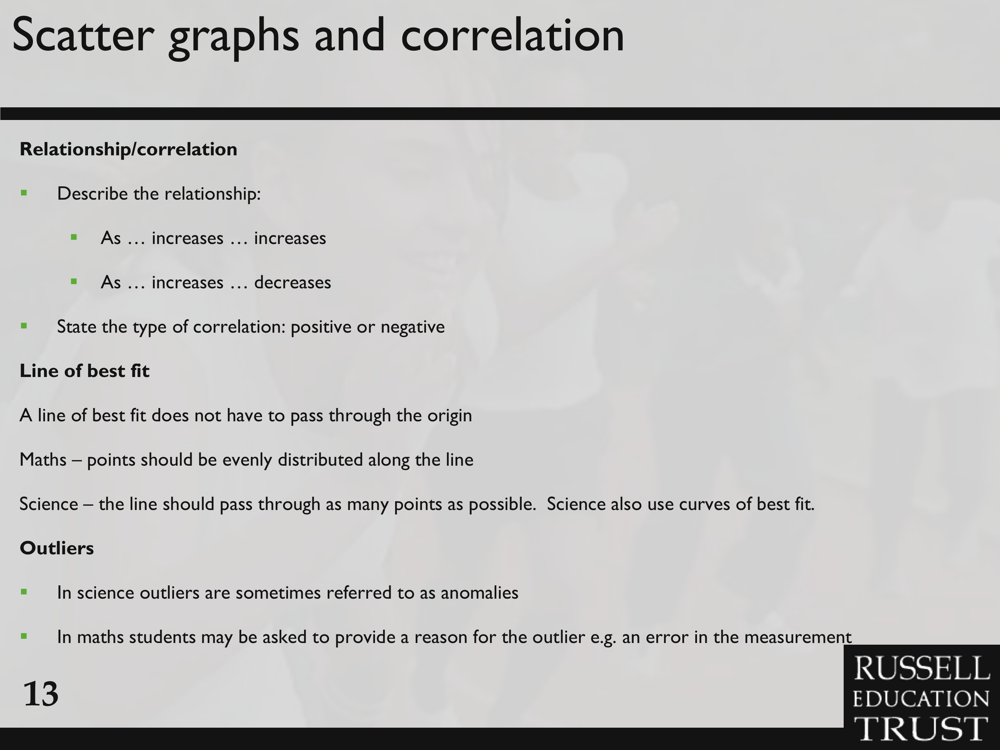 Scatter graphs and correlation
Relationship/correlation
▪ Describe the relationship:
▪ As … increases … increases
▪ As … increases … decreases
▪ State the type of correlation: positive or negative
Line of best fit
A line of best fit does not have to pass through the origin
Maths – points should be evenly distributed along the line
Science – the line should pass through as many points as possible.  Science also use curves of best fit.
Outliers
▪ In science outliers are sometimes referred to as anomalies
▪ In maths students may be asked to provide a reason for the outlier e.g. an error in the measurement
13
RUSSELL
EDUCATION
TRUST